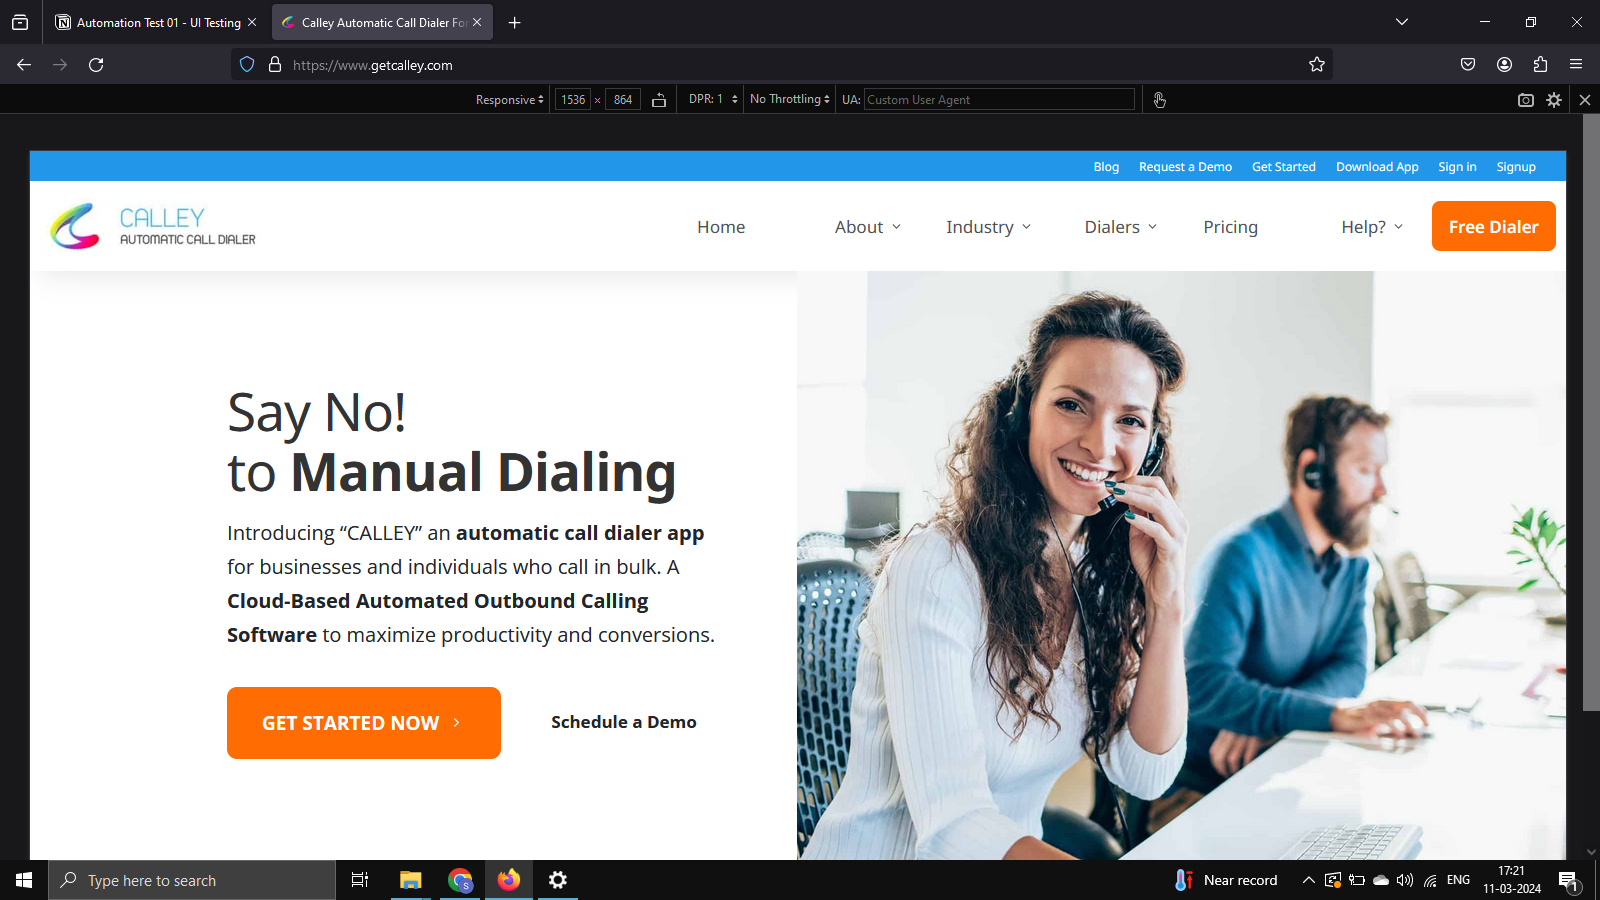 Automation Test 01 - UI Testing
Calley Automatic Call Dialer For
https://www.getcalley.com
Responsive 1536 × 864 DPR: 1 No Throttling UA: Custom User Agent
Blog Request a Demo Get Started Download App Sign in Signup
CALLEY
AUTOMATIC CALL DIALER
Home About Industry Dialers Pricing Help? Free Dialer
Say No!
to Manual Dialing
Introducing “CALLEY” an automatic call dialer app
for businesses and individuals who call in bulk. A
Cloud-Based Automated Outbound Calling
Software to maximize productivity and conversions.
GET STARTED NOW Schedule a Demo
Type here to search
S
Near record
ENG
17:21
11-03-2024
1